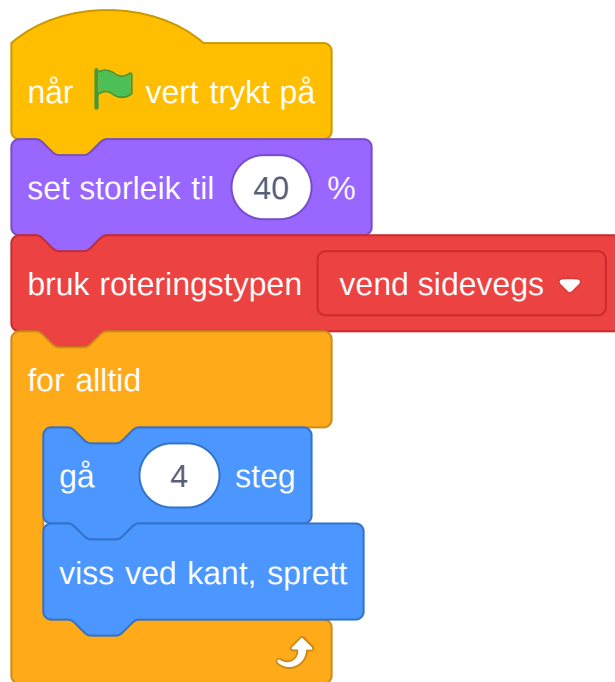 når vert trykt på
set storleik til 40 %
bruk roteringstypen vend sidevegs
for alltid
gå 4 steg
viss ved kant, sprett